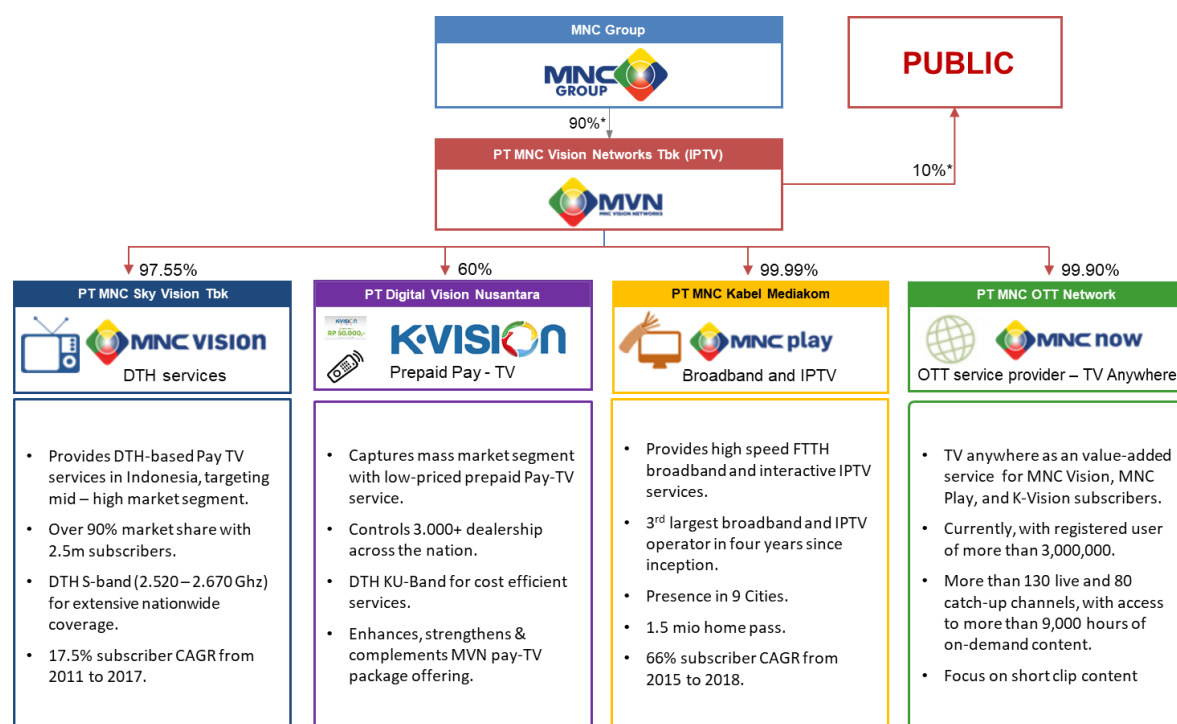 MNC Group
MNC
GROUP
PUBLIC
90%*
PT MNC Vision Networks Tbk (IPTV)
10%*
MVN
MNC VISION NETWORKS
97.55%
60%
99.99%
99.90%
PT MNC Sky Vision Tbk
MNC VISION
DTH services
• Provides DTH-based Pay TV
services in Indonesia, targeting
mid – high market segment.
• Over 90% market share with
2.5m subscribers.
• DTH S-band (2.520 – 2.670 Ghz)
for extensive nationwide
coverage.
• 17.5% subscriber CAGR from
2011 to 2017.
PT Digital Vision Nusantara
K-VISION
RP 50.000,-
K-VISION
Prepaid Pay - TV
• Captures mass market segment
with low-priced prepaid Pay-TV
service.
• Controls 3.000+ dealership
across the nation.
• DTH KU-Band for cost efficient
services.
• Enhances, strengthens &
complements MVN pay-TV
package offering.
PT MNC Kabel Mediakom
MNC play
Broadband and IPTV
• Provides high speed FTTH
broadband and interactive IPTV
services.
• 3rd largest broadband and IPTV
operator in four years since
inception.
• Presence in 9 Cities.
• 1.5 mio home pass.
• 66% subscriber CAGR from
2015 to 2018.
PT MNC OTT Network
MNC now
OTT service provider – TV Anywhere
• TV anywhere as an value-added
service for MNC Vision, MNC
Play, and K-Vision subscribers.
• Currently, with registered user
of more than 3,000,000.
• More than 130 live and 80
catch-up channels, with access
to more than 9,000 hours of
on-demand content.
• Focus on short clip content